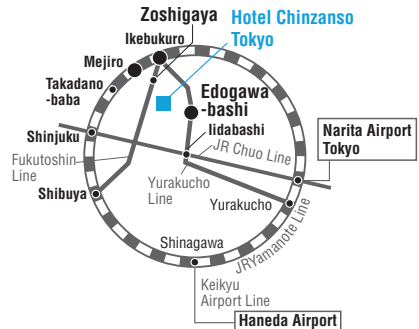 Zoshigaya
Hotel Chinzanso
Tokyo
Ikebukuro
Mejiro
Takadano
-baba
Edogawa
-bashi
Shinjuku
Iidabashi
JR Chuo Line
Narita Airport
Tokyo
Fukutoshin
Line
Yurakucho
Line
Shibuya
Yurakucho
JRYamanote Line
Shinagawa
Keikyu
Airport Line
Haneda Airport